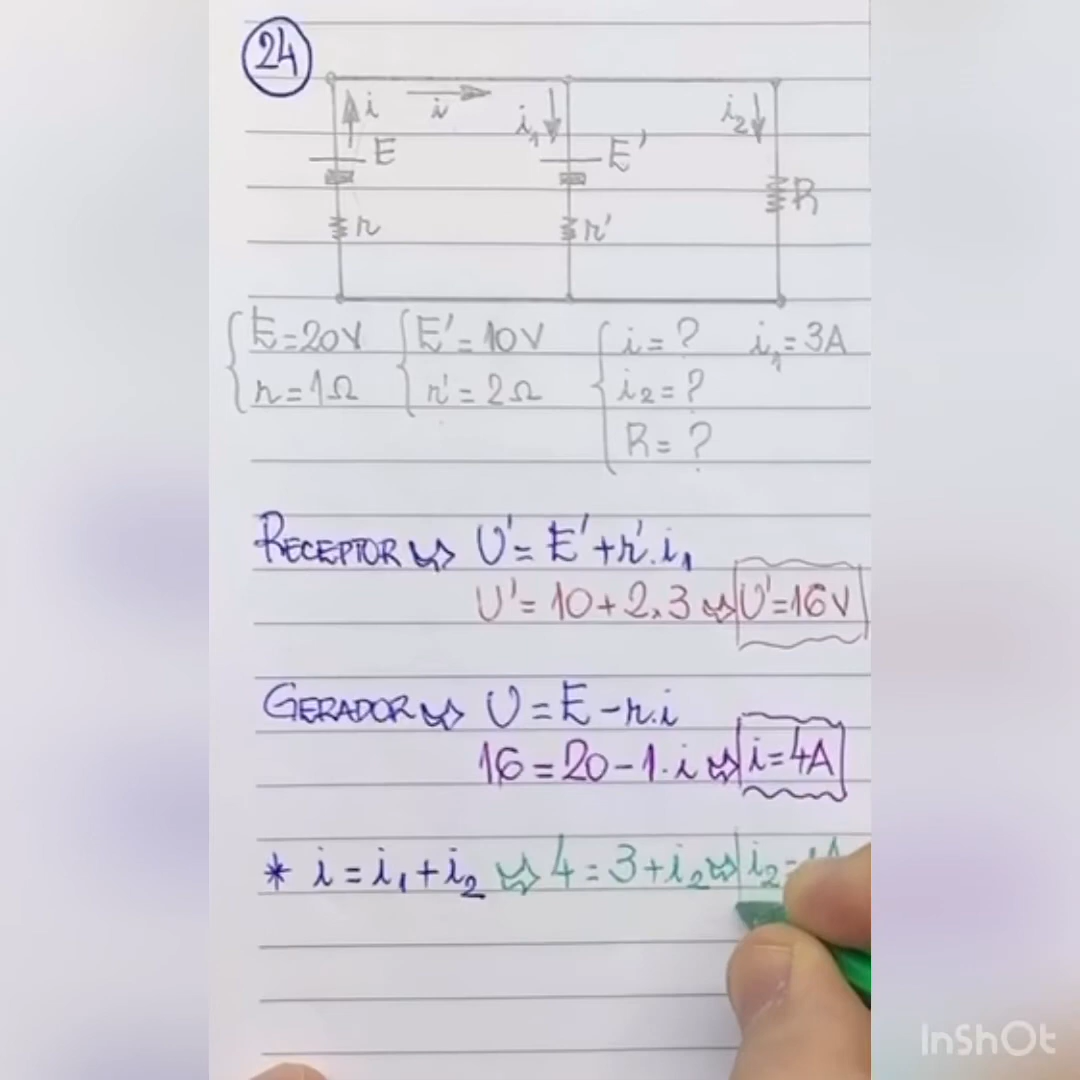 24
i i i₁ i₂
E E' R
r r'
E=20V E'=10V i=? i₁=3A
r=1Ω r'=2Ω i₂=?
R=?
RECEPTOR ⇨ U'=E'+r'.i₁
U'=10+2.3 ⇨ U'=16V
GERADOR ⇨ U=E-r.i
16=20-1.i ⇨ i=4A
* i=i₁+i₂ ⇨ 4=3+i₂ ⇨ i₂=
InShOt